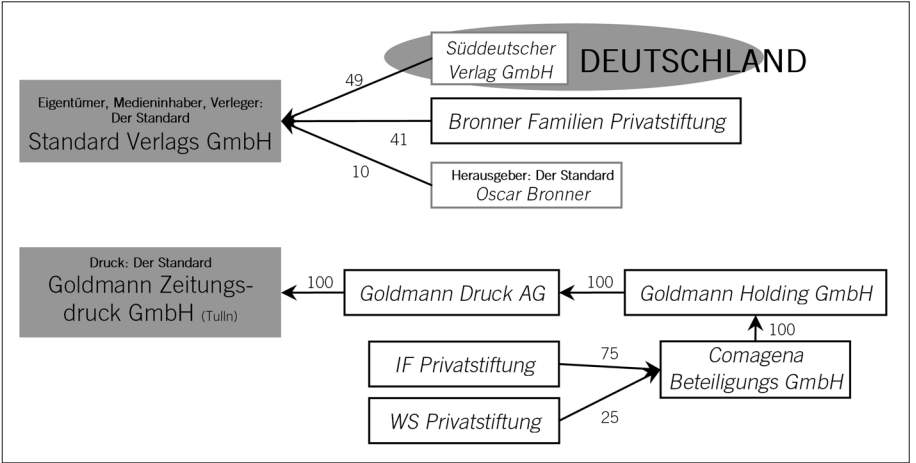 Süddeutscher
Verlag GmbH
DEUTSCHLAND
49
Eigentümer, Medieninhaber, Verleger:
Der Standard
Standard Verlags GmbH
Bronner Familien Privatstiftung
41
10
Herausgeber: Der Standard
Oscar Bronner
Druck: Der Standard
Goldmann Zeitungs-
druck GmbH (Tulln)
100
Goldmann Druck AG
100
Goldmann Holding GmbH
100
IF Privatstiftung
75
Comagena
Beteiligungs GmbH
WS Privatstiftung
25